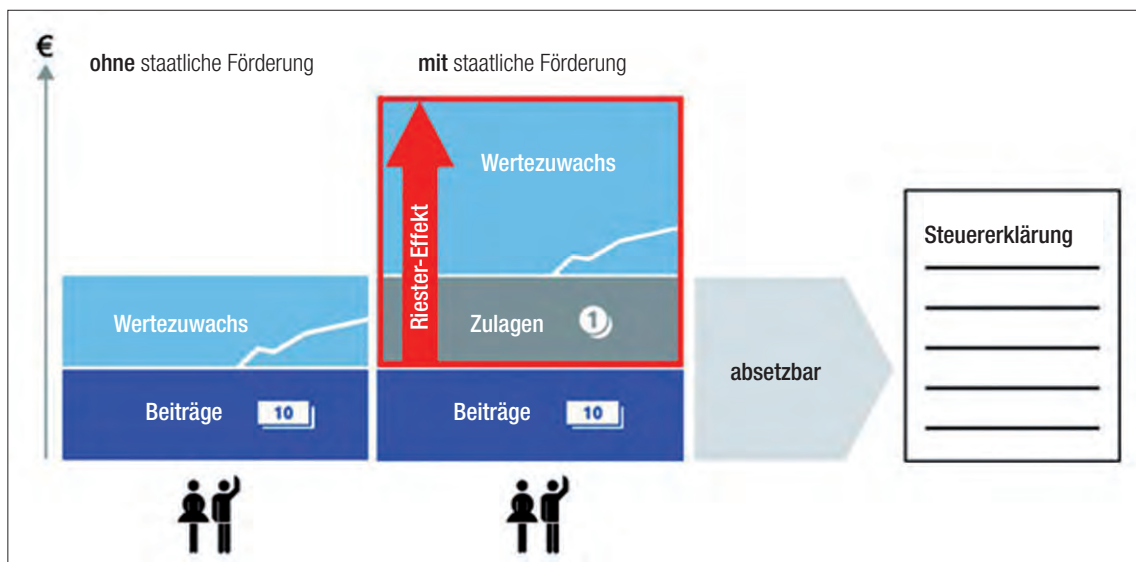 €
ohne staatliche Förderung
mit staatliche Förderung
Wertezuwachs
Beiträge 10
Wertezuwachs
Riester-Effekt
Zulagen 1
Beiträge 10
absetzbar
Steuererklärung